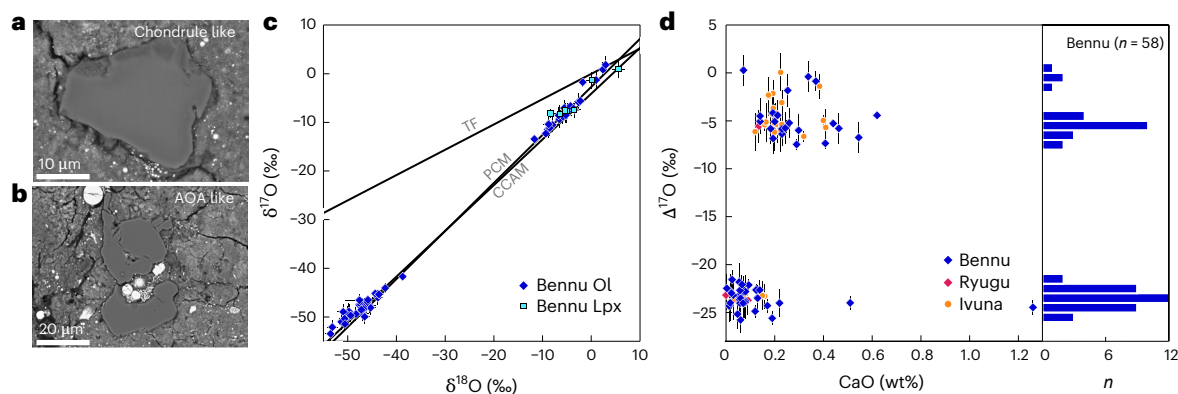 a
Chondrule like
10 µm
b
AOA like
20 µm
c
10
0
−10
−20
−30
−40
−50
δ17O (‰)
TF
PCM
CCAM
Bennu Ol
Bennu Lpx
−50 −40 −30 −20 −10 0 10
δ18O (‰)
d
5
0
−5
−10
−15
−20
−25
Δ17O (‰)
Bennu
Ryugu
Ivuna
0 0.2 0.4 0.6 0.8 1.0 1.2
CaO (wt%)
Bennu (n = 58)
0 6 12
n